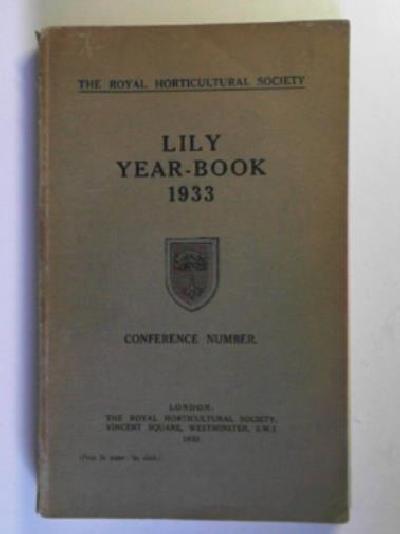 THE ROYAL HORTICULTURAL SOCIETY
LILY
YEAR-BOOK
1933
CONFERENCE NUMBER.
LONDON:
THE ROYAL HORTICULTURAL SOCIETY,
VINCENT SQUARE, WESTMINSTER, S.W.1
1933